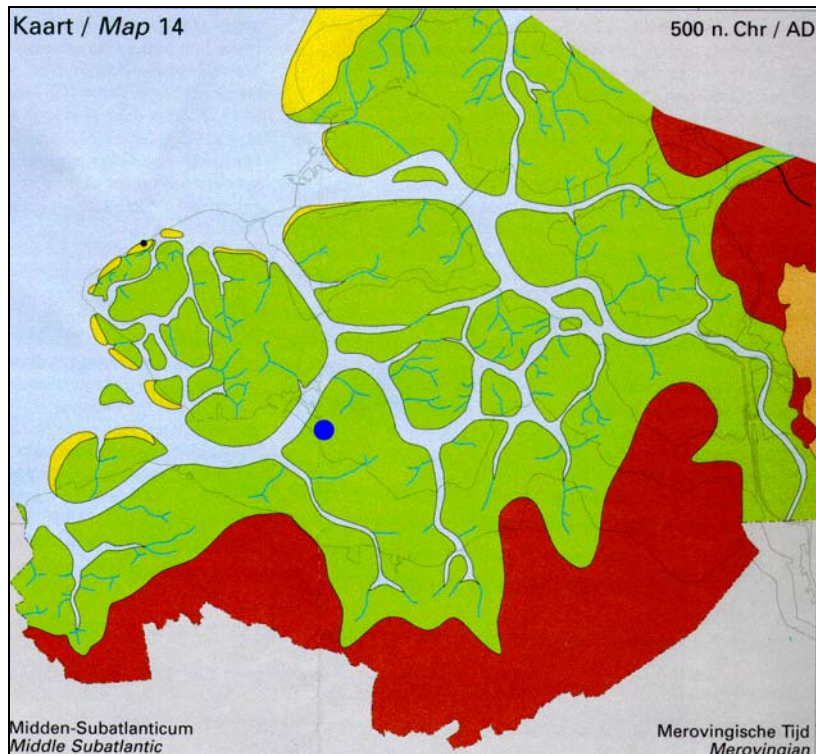 Kaart / Map 14
500 n. Chr / AD
Midden-Subatlanticum
Middle Subatlantic
Merovingische Tijd
Merovingian